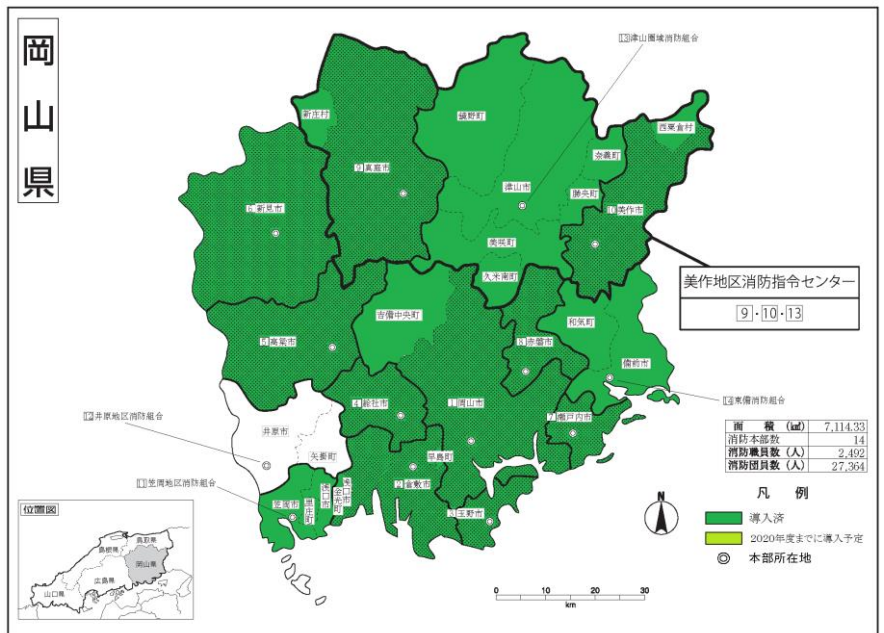 岡山県
13津山圏域消防組合
新庄村
鏡野町
西粟倉村
奈義町
9真庭市
津山市
勝央町
6新見市
10美作市
美咲町
久米南町
美作地区消防指令センター
9・10・13
吉備中央町
和気町
5高梁市
8赤磐市
備前市
14東備消防組合
4総社市
1岡山市
12井原地区消防組合
井原市
7瀬戸内市
矢掛町
早島町
11笠岡地区消防組合
2倉敷市
笠岡市
里庄町
浅口市
金光町
浅口市
3玉野市
面 積 (㎢) 7,114.33
消防本部数 14
消防職員数 (人) 2,492
消防団員数 (人) 27,364
凡 例
導入済
2020年度までに導入予定
本部所在地
N
0 10 20 30
km
位置図
鳥取県
島根県
岡山県
広島県
山口県